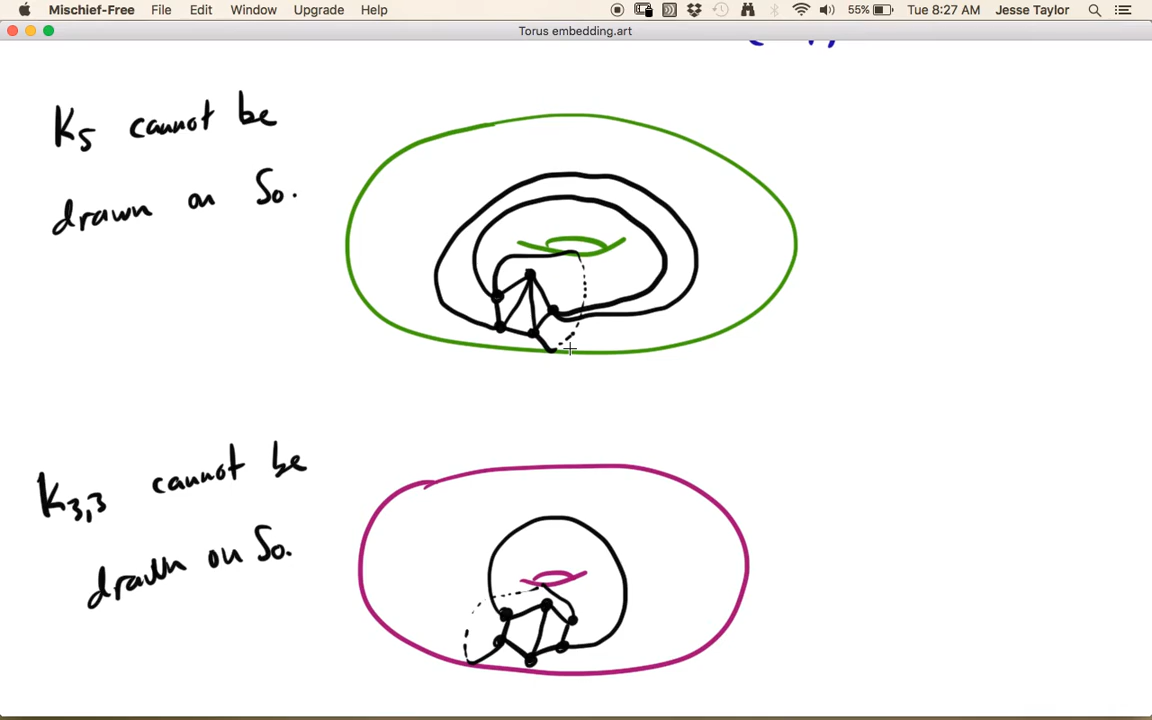 Mischief-Free File Edit Window Upgrade Help 55% Tue 8:27 AM Jesse Taylor
Torus embedding.art
K5 cannot be
drawn on S0.
K3,3 cannot be
drawn on S0.